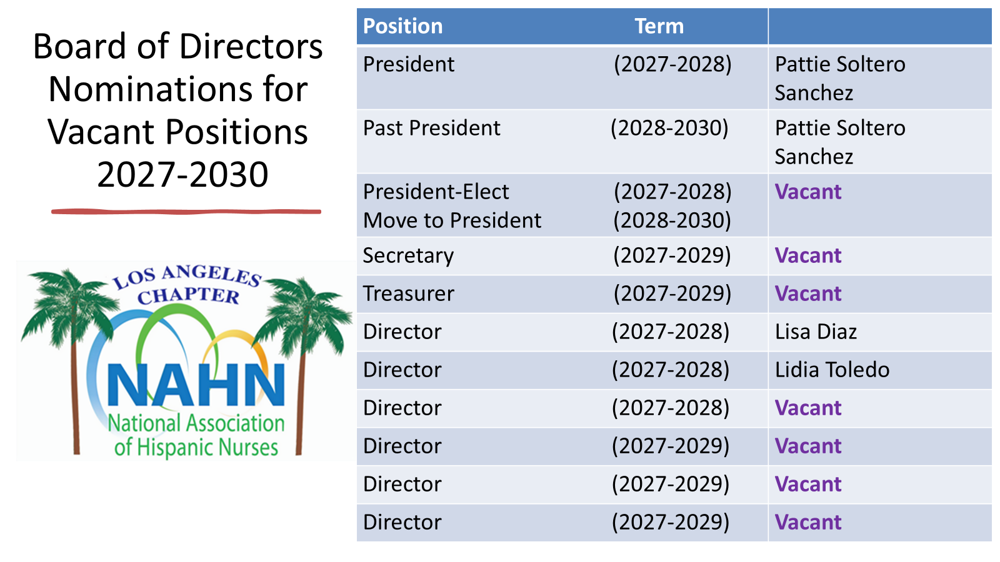 Board of Directors
Nominations for
Vacant Positions
2027-2030
LOS ANGELES
CHAPTER
NAHN
National Association
of Hispanic Nurses
Position Term
President (2027-2028) Pattie Soltero
Sanchez
Past President (2028-2030) Pattie Soltero
Sanchez
President-Elect (2027-2028) Vacant
Move to President (2028-2030)
Secretary (2027-2029) Vacant
Treasurer (2027-2029) Vacant
Director (2027-2028) Lisa Diaz
Director (2027-2028) Lidia Toledo
Director (2027-2028) Vacant
Director (2027-2029) Vacant
Director (2027-2029) Vacant
Director (2027-2029) Vacant